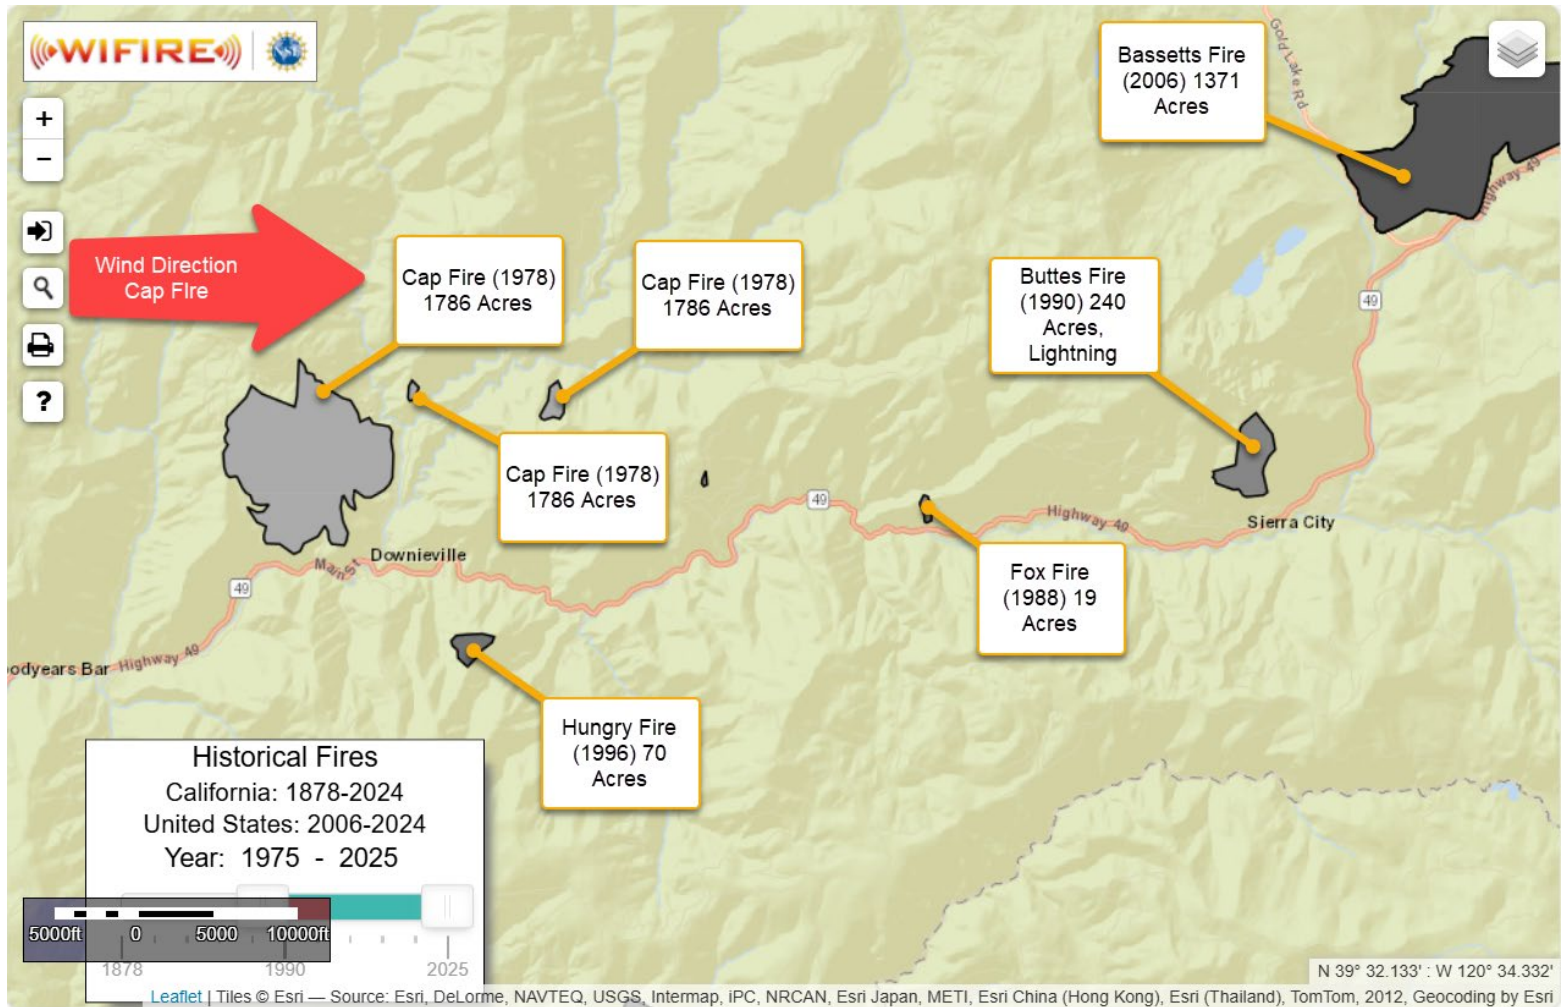 WIFIRE
+
−
?
Wind Direction
Cap FIre
Cap Fire (1978)
1786 Acres
Cap Fire (1978)
1786 Acres
Cap Fire (1978)
1786 Acres
Bassetts Fire
(2006) 1371
Acres
Buttes Fire
(1990) 240
Acres,
Lightning
Fox Fire
(1988) 19
Acres
Hungry Fire
(1996) 70
Acres
Gold Lake Rd
Highway 49
49
49
Highway 49
Sierra City
Downieville
Main St
49
Highway 49
odyears Bar
Historical Fires
California: 1878-2024
United States: 2006-2024
Year: 1975 - 2025
5000ft 0 5000 10000ft
1878 1990 2025
N 39° 32.133' : W 120° 34.332'
Leaflet | Tiles © Esri — Source: Esri, DeLorme, NAVTEQ, USGS, Intermap, iPC, NRCAN, Esri Japan, METI, Esri China (Hong Kong), Esri (Thailand), TomTom, 2012, Geocoding by Esri